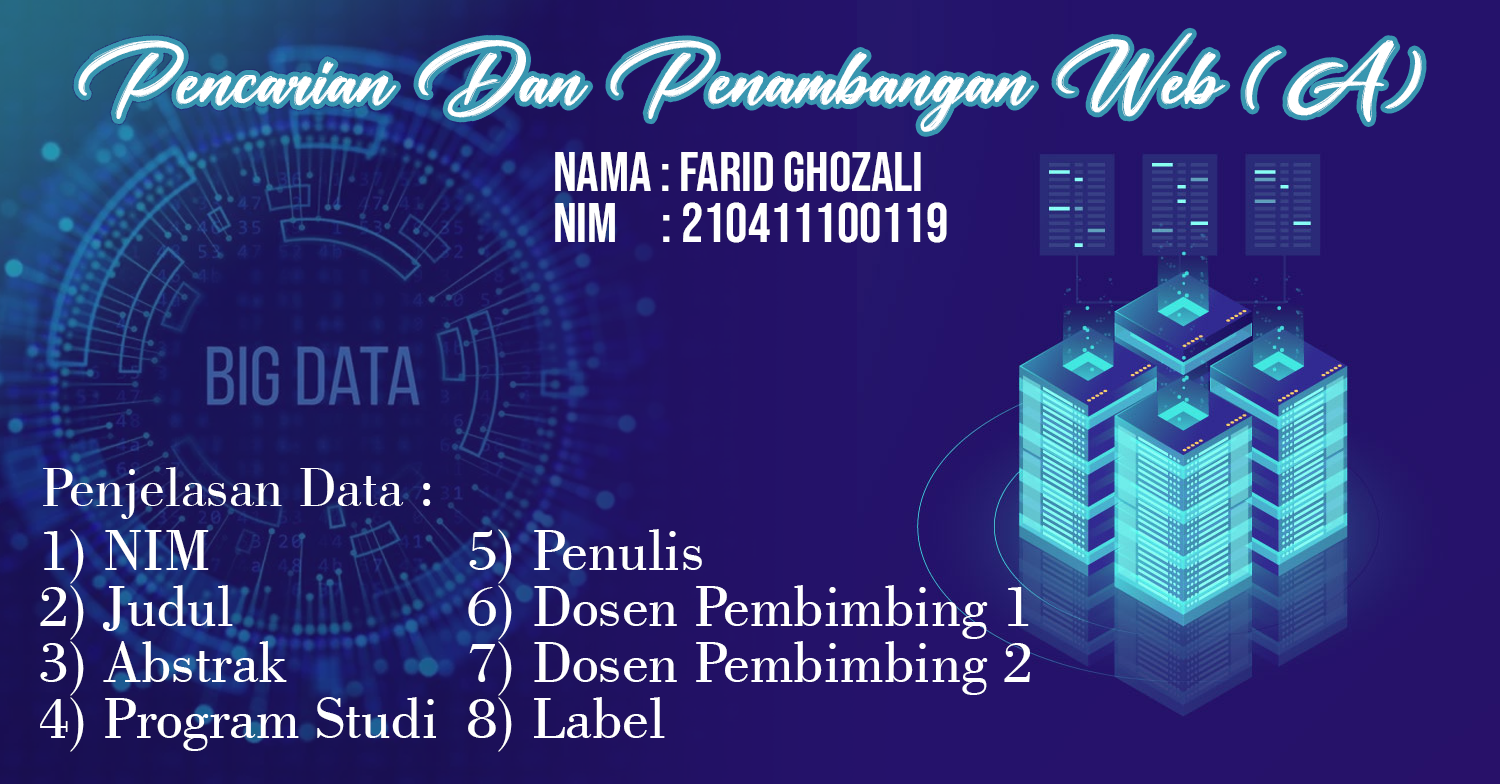 Pencarian Dan Penambangan Web (A)
NAMA : FARID GHOZALI
NIM : 210411100119
BIG DATA
Penjelasan Data :
1) NIM
2) Judul
3) Abstrak
4) Program Studi
5) Penulis
6) Dosen Pembimbing 1
7) Dosen Pembimbing 2
8) Label